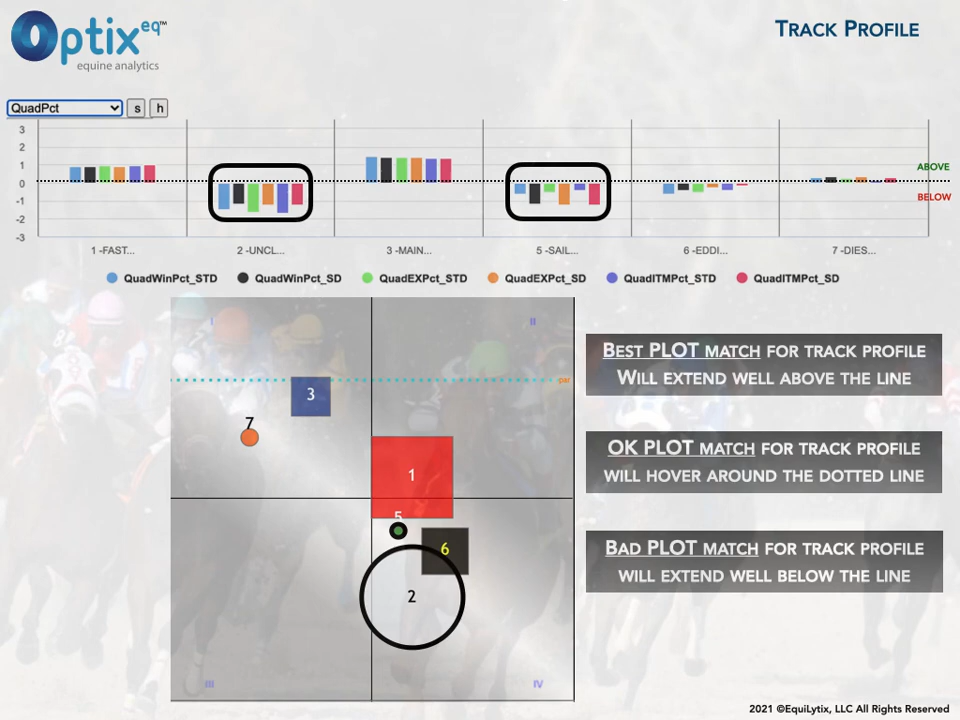 Optix eq™
equine analytics
TRACK PROFILE
QuadPct
s h
3
2
1
0
-1
-2
-3
ABOVE
BELOW
1 -FAST... 2 -UNCL... 3 -MAIN... 5 -SAIL... 6 -EDDI... 7 -DIES...
QuadWinPct_STD QuadWinPct_SD QuadEXPct_STD QuadEXPct_SD QuadITMPct_STD QuadITMPct_SD
I II
par
3
7
1
5
6
2
III IV
BEST PLOT MATCH FOR TRACK PROFILE
WILL EXTEND WELL ABOVE THE LINE
OK PLOT MATCH FOR TRACK PROFILE
WILL HOVER AROUND THE DOTTED LINE
BAD PLOT MATCH FOR TRACK PROFILE
WILL EXTEND WELL BELOW THE LINE
2021 ©EquiLytix, LLC All Rights Reserved